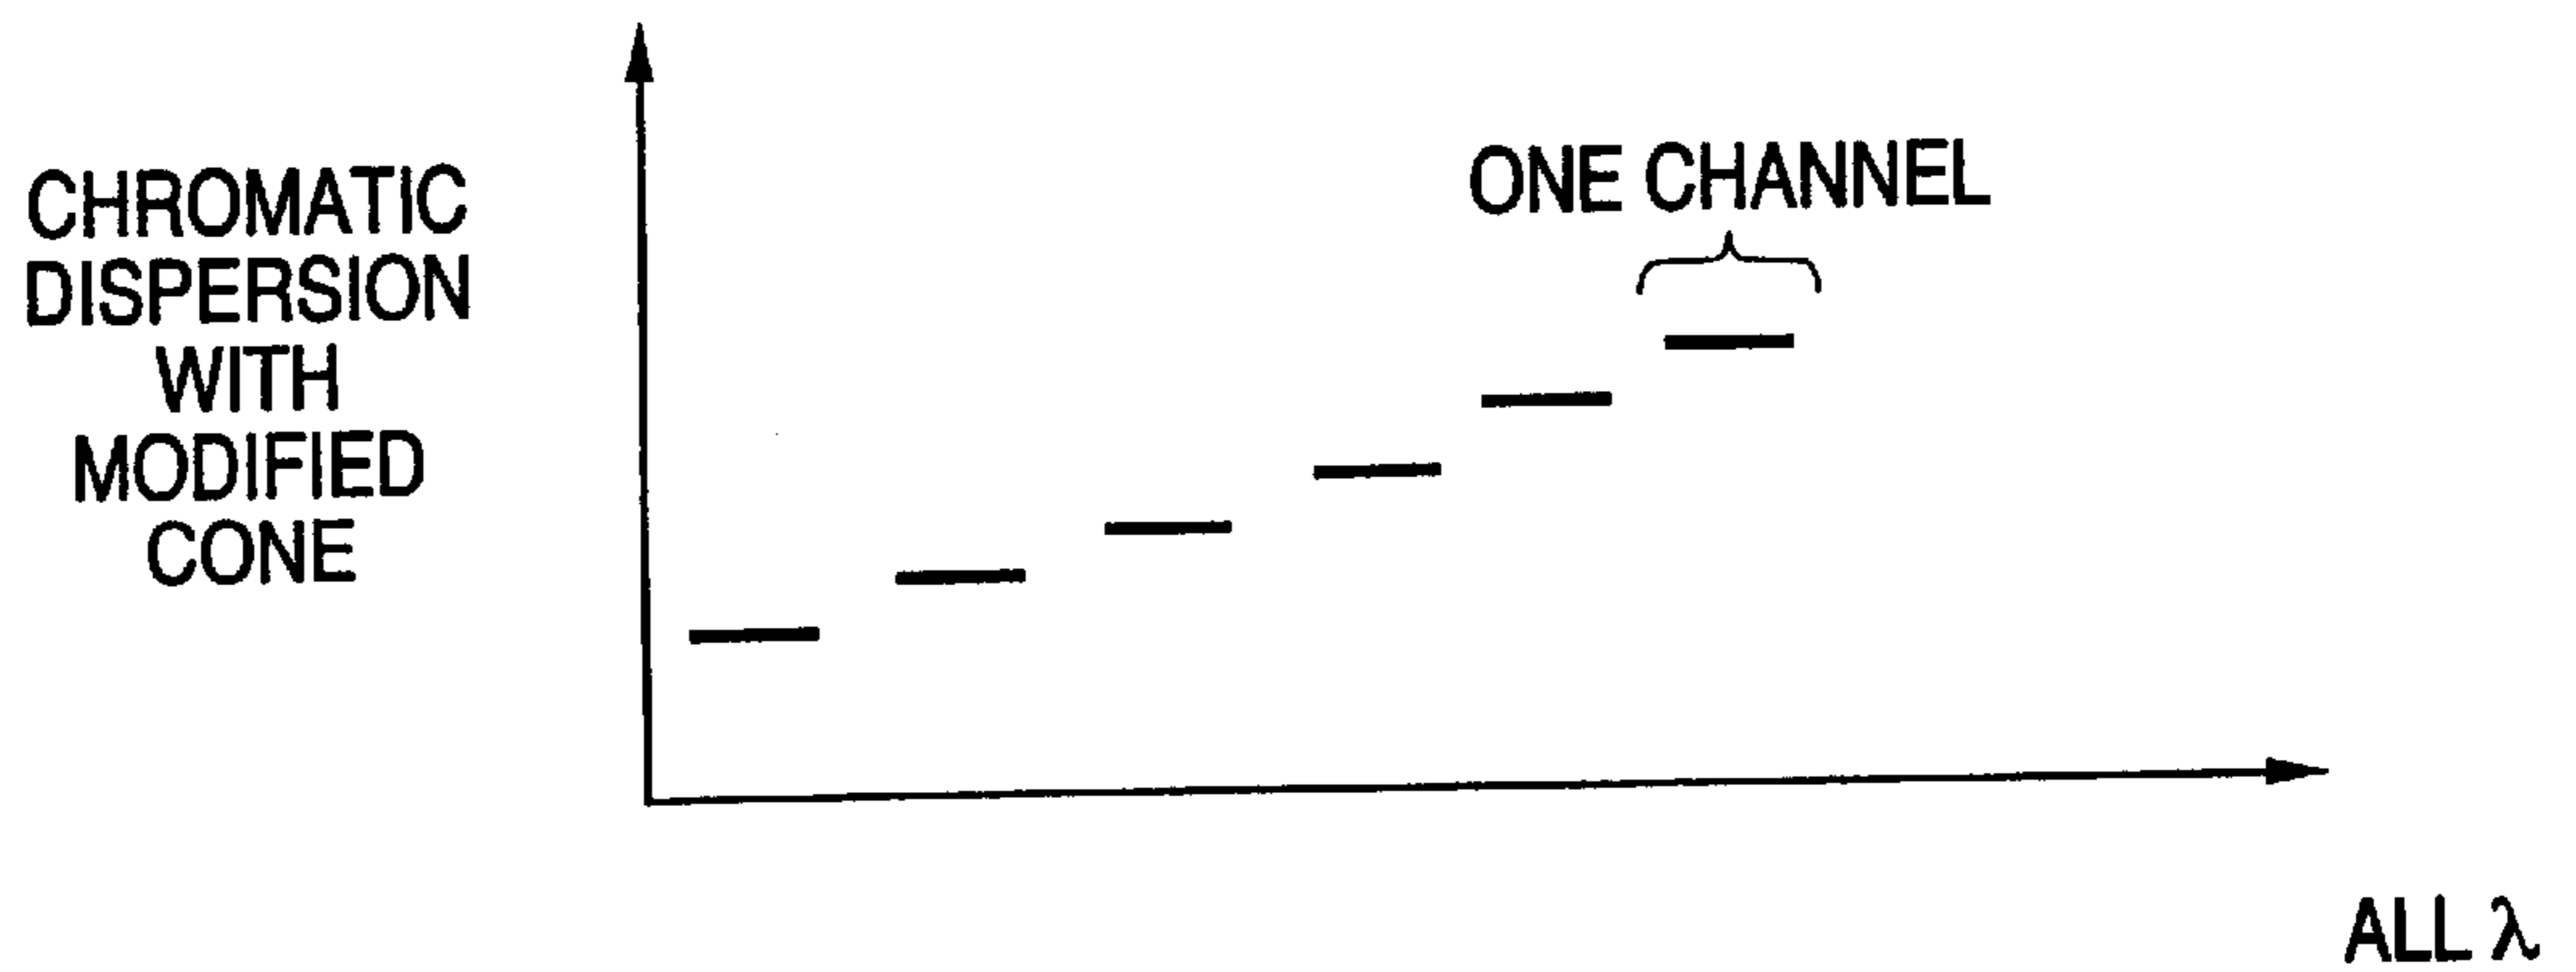 CHROMATIC
DISPERSION
WITH
MODIFIED
CONE
ONE CHANNEL
ALL λ